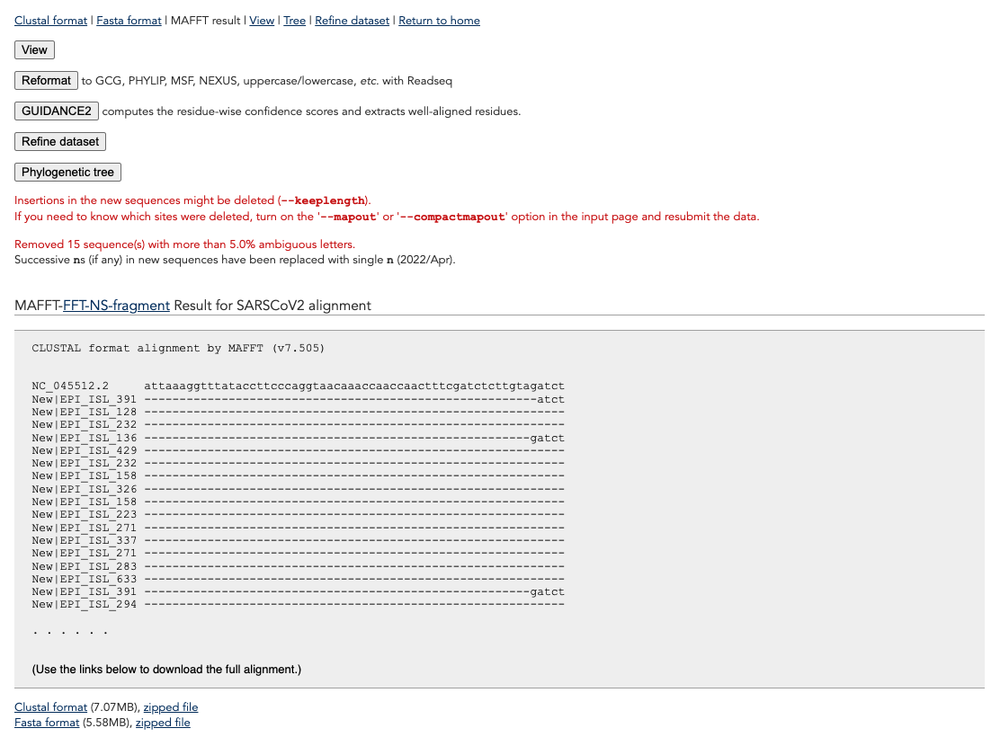 Clustal format | Fasta format | MAFFT result | View | Tree | Refine dataset | Return to home
View
Reformat to GCG, PHYLIP, MSF, NEXUS, uppercase/lowercase, etc. with Readseq
GUIDANCE2 computes the residue-wise confidence scores and extracts well-aligned residues.
Refine dataset
Phylogenetic tree
Insertions in the new sequences might be deleted (--keeplength).
If you need to know which sites were deleted, turn on the '--mapout' or '--compactmapout' option in the input page and resubmit the data.
Removed 15 sequence(s) with more than 5.0% ambiguous letters.
Successive ns (if any) in new sequences have been replaced with single n (2022/Apr).
MAFFT-FFT-NS-fragment Result for SARSCoV2 alignment
CLUSTAL format alignment by MAFFT (v7.505)
NC_045512.2     attaaaggtttataccttcccaggtaacaaaccaaccaactttcgatctcttgtagatct
New|EPI_ISL_391 --------------------------------------------------------atct
New|EPI_ISL_128 ------------------------------------------------------------
New|EPI_ISL_232 ------------------------------------------------------------
New|EPI_ISL_136 -------------------------------------------------------gatct
New|EPI_ISL_429 ------------------------------------------------------------
New|EPI_ISL_232 ------------------------------------------------------------
New|EPI_ISL_158 ------------------------------------------------------------
New|EPI_ISL_326 ------------------------------------------------------------
New|EPI_ISL_158 ------------------------------------------------------------
New|EPI_ISL_223 ------------------------------------------------------------
New|EPI_ISL_271 ------------------------------------------------------------
New|EPI_ISL_337 ------------------------------------------------------------
New|EPI_ISL_271 ------------------------------------------------------------
New|EPI_ISL_283 ------------------------------------------------------------
New|EPI_ISL_633 ------------------------------------------------------------
New|EPI_ISL_391 -------------------------------------------------------gatct
New|EPI_ISL_294 ------------------------------------------------------------
. . . . . .
(Use the links below to download the full alignment.)
Clustal format (7.07MB), zipped file
Fasta format (5.58MB), zipped file